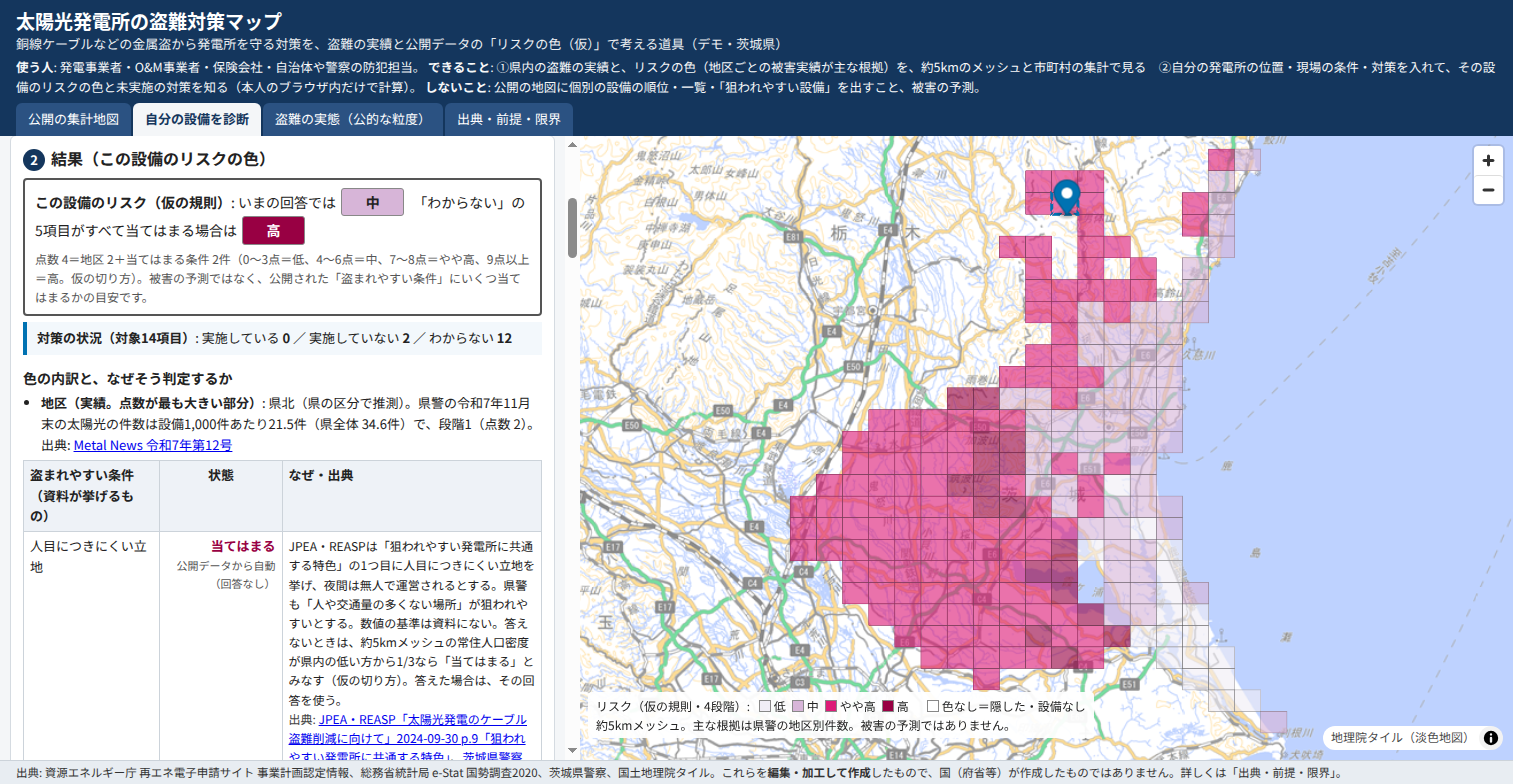 太陽光発電所の盗難対策マップ
銅線ケーブルなどの金属盗から発電所を守る対策を、盗難の実績と公開データの「リスクの色（仮）」で考える道具（デモ・茨城県）
使う人: 発電事業者・O&M事業者・保険会社・自治体や警察の防犯担当。 できること: ①県内の盗難の実績と、リスクの色（地区ごとの被害実績が主な根拠）を、約5kmのメッシュと市町村の集計で見る　②自分の発電所の位置・現場の条件・対策を入れて、その設
備のリスクの色と未実施の対策を知る（本人のブラウザ内だけで計算）。 しないこと: 公開の地図に個別の設備の順位・一覧・「狙われやすい設備」を出すこと、被害の予測。
公開の集計地図
自分の設備を診断
盗難の実態（公的な粒度）
出典・前提・限界
2 結果（この設備のリスクの色）
この設備のリスク（仮の規則）: いまの回答では 中 「わからない」の
5項目がすべて当てはまる場合は 高
点数 4＝地区 2＋当てはまる条件 2件（0〜3点＝低、4〜6点＝中、7〜8点＝やや高、9点以上
＝高。仮の切り方）。被害の予測ではなく、公開された「盗まれやすい条件」にいくつ当て
はまるかの目安です。
対策の状況（対象14項目）: 実施している 0 ／ 実施していない 2 ／ わからない 12
色の内訳と、なぜそう判定するか
地区（実績。点数が最も大きい部分）: 県北（県の区分で推測）。県警の令和7年11月
末の太陽光の件数は設備1,000件あたり21.5件（県全体 34.6件）で、段階1（点数 2）。
出典: Metal News 令和7年第12号
盗まれやすい条件
（資料が挙げるも
の）
状態
なぜ・出典
人目につきにくい立
地
当てはまる
公開データから自動
（回答なし）
JPEA・REASPは「狙われやすい発電所に共通
する特色」の1つ目に人目につきにくい立地を
挙げ、夜間は無人で運営されるとする。県警
も「人や交通量の多くない場所」が狙われや
すいとする。数値の基準は資料にない。答え
ないときは、約5kmメッシュの常住人口密度
が県内の低い方から1/3なら「当てはまる」と
みなす（仮の切り方）。答えた場合は、その回
答を使う。
出典: JPEA・REASP「太陽光発電のケーブル
盗難削減に向けて」2024-09-30 p.9「狙われ
やすい発電所に共通する特色」、茨城県警察
鬼怒沼山
太郎山
女峰山
男体山
栃
木
E81
E4
E4
E50
E50
E4
E50
E4
E17
C4
E4
C4
E17
E4
E17
C3
E51
E14
雨巻山
高鈴山
久慈川
茨
城
鹿
島
灘
+
−
リスク（仮の規則・4段階）: 低 中 やや高 高 色なし＝隠した・設備なし
約5kmメッシュ。主な根拠は県警の地区別件数。被害の予測ではありません。
地理院タイル（淡色地図）
出典: 資源エネルギー庁 再エネ電子申請サイト 事業計画認定情報、総務省統計局 e-Stat 国勢調査2020、茨城県警察、国土地理院タイル。これらを編集・加工して作成したもので、国（府省等）が作成したものではありません。詳しくは「出典・前提・限界」。